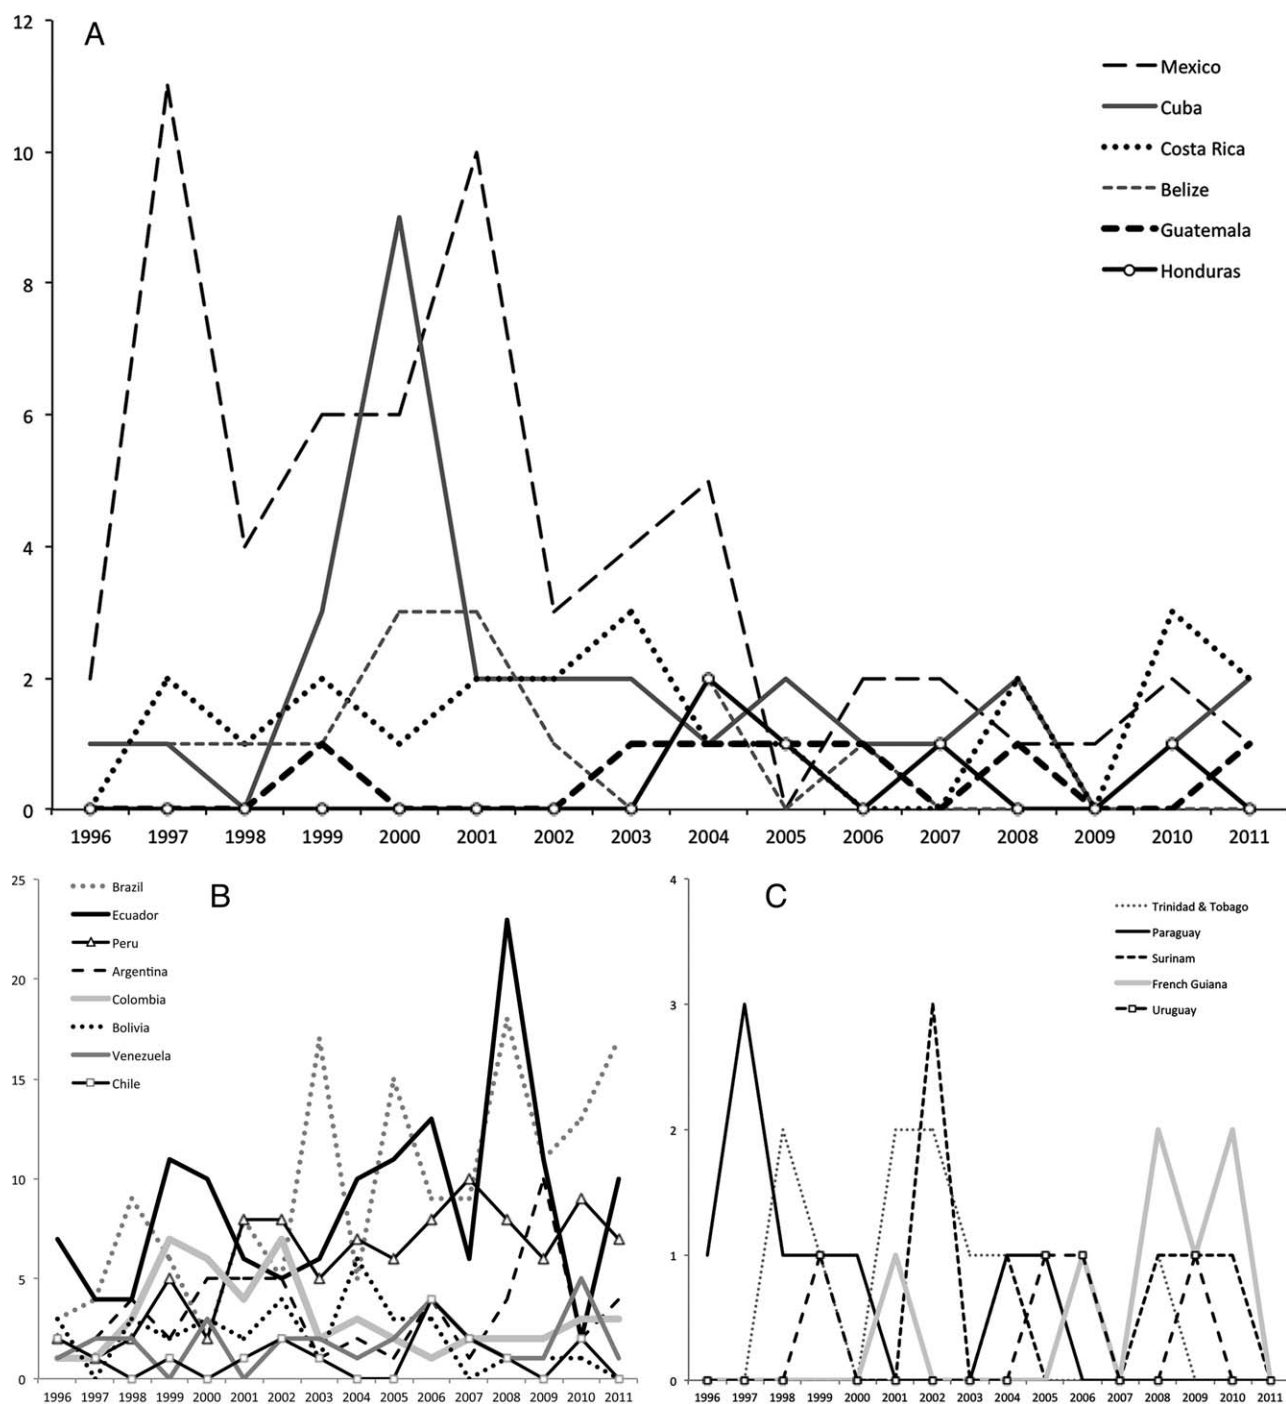 A
12
10
8
6
4
2
0
Mexico
Cuba
Costa Rica
Belize
Guatemala
Honduras
1996 1997 1998 1999 2000 2001 2002 2003 2004 2005 2006 2007 2008 2009 2010 2011
B
25
20
15
10
5
0
Brazil
Ecuador
Peru
Argentina
Colombia
Bolivia
Venezuela
Chile
1996 1997 1998 1999 2000 2001 2002 2003 2004 2005 2006 2007 2008 2009 2010 2011
C
4
3
2
1
0
Trinidad & Tobago
Paraguay
Surinam
French Guiana
Uruguay
1996 1997 1998 1999 2000 2001 2002 2003 2004 2005 2006 2007 2008 2009 2010 2011